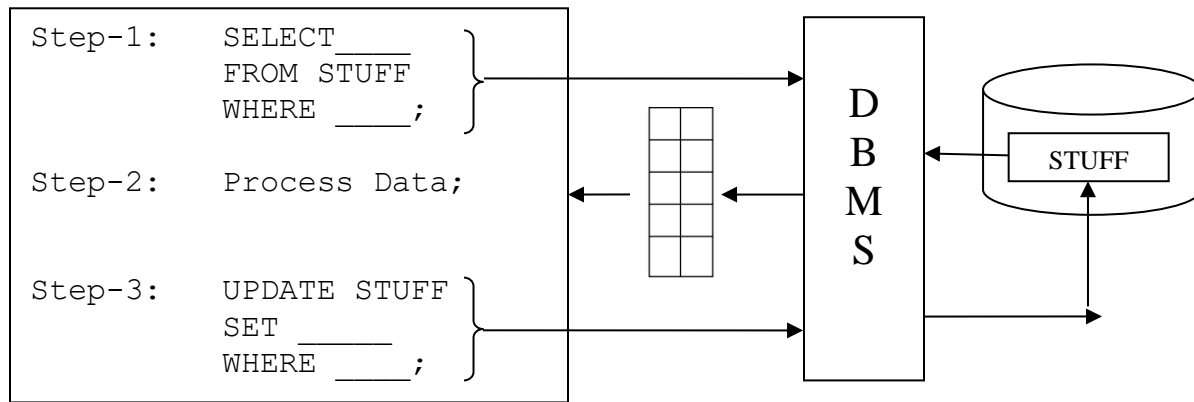 Step-1: SELECT____
FROM STUFF
WHERE ____;
Step-2: Process Data;
Step-3: UPDATE STUFF
SET _____
WHERE ____;
D
B
M
S
STUFF